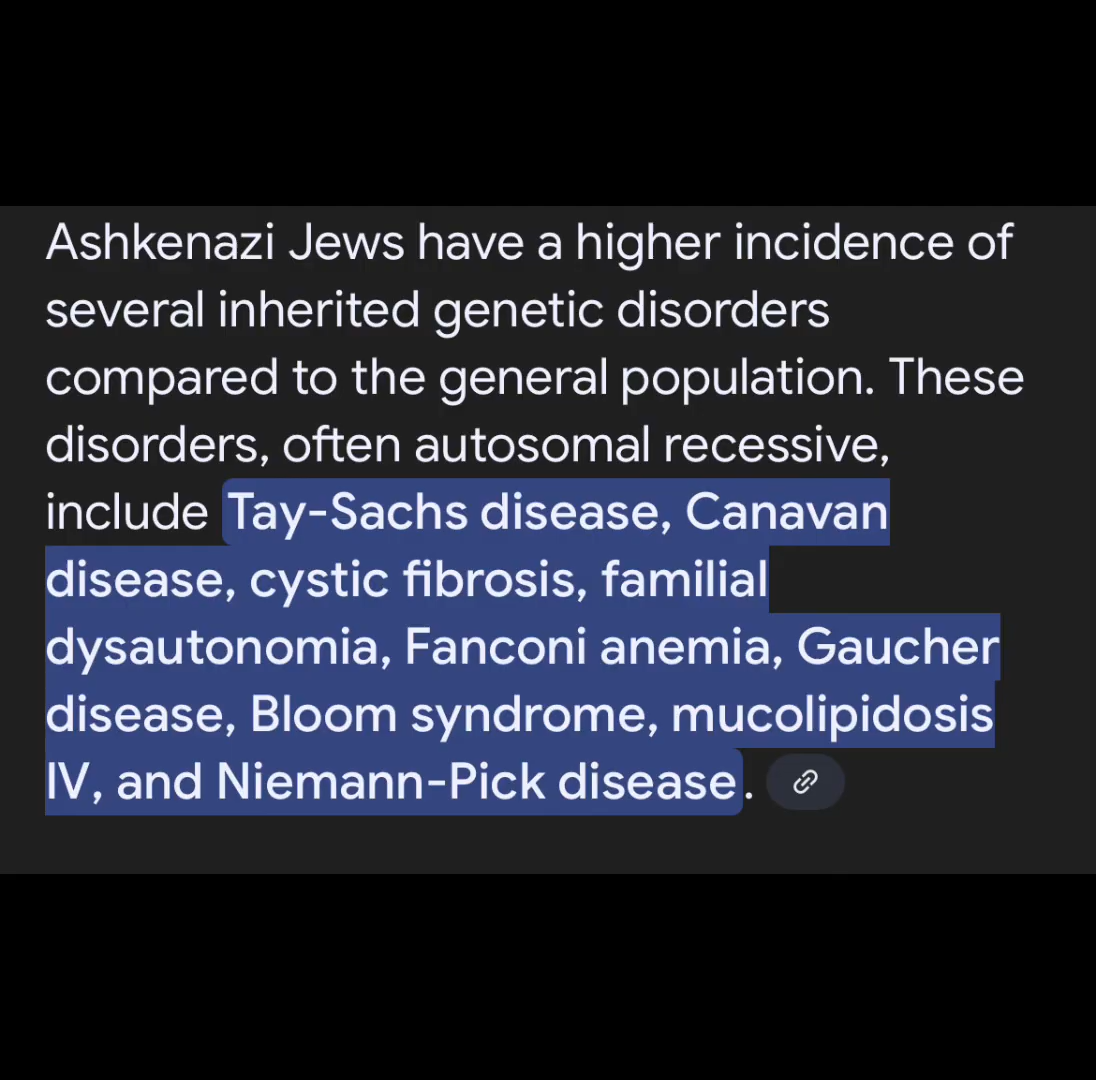 Ashkenazi Jews have a higher incidence of
several inherited genetic disorders
compared to the general population. These
disorders, often autosomal recessive,
include Tay-Sachs disease, Canavan
disease, cystic fibrosis, familial
dysautonomia, Fanconi anemia, Gaucher
disease, Bloom syndrome, mucolipidosis
IV, and Niemann-Pick disease.